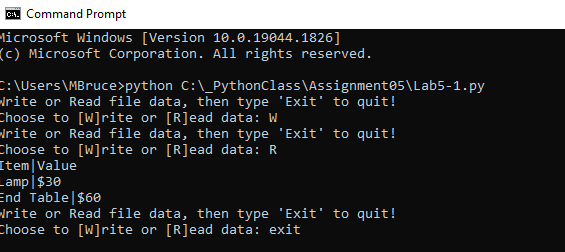 Command Prompt
Microsoft Windows [Version 10.0.19044.1826]
(c) Microsoft Corporation. All rights reserved.
C:\Users\MBruce>python C:\_PythonClass\Assignment05\Lab5-1.py
Write or Read file data, then type 'Exit' to quit!
Choose to [W]rite or [R]ead data: W
Write or Read file data, then type 'Exit' to quit!
Choose to [W]rite or [R]ead data: R
Item|Value
Lamp|$30
End Table|$60
Write or Read file data, then type 'Exit' to quit!
Choose to [W]rite or [R]ead data: exit